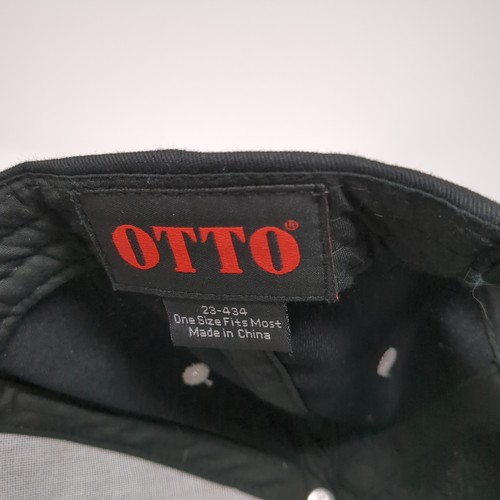 OTTO®
23-434
One Size Fits Most
Made in China